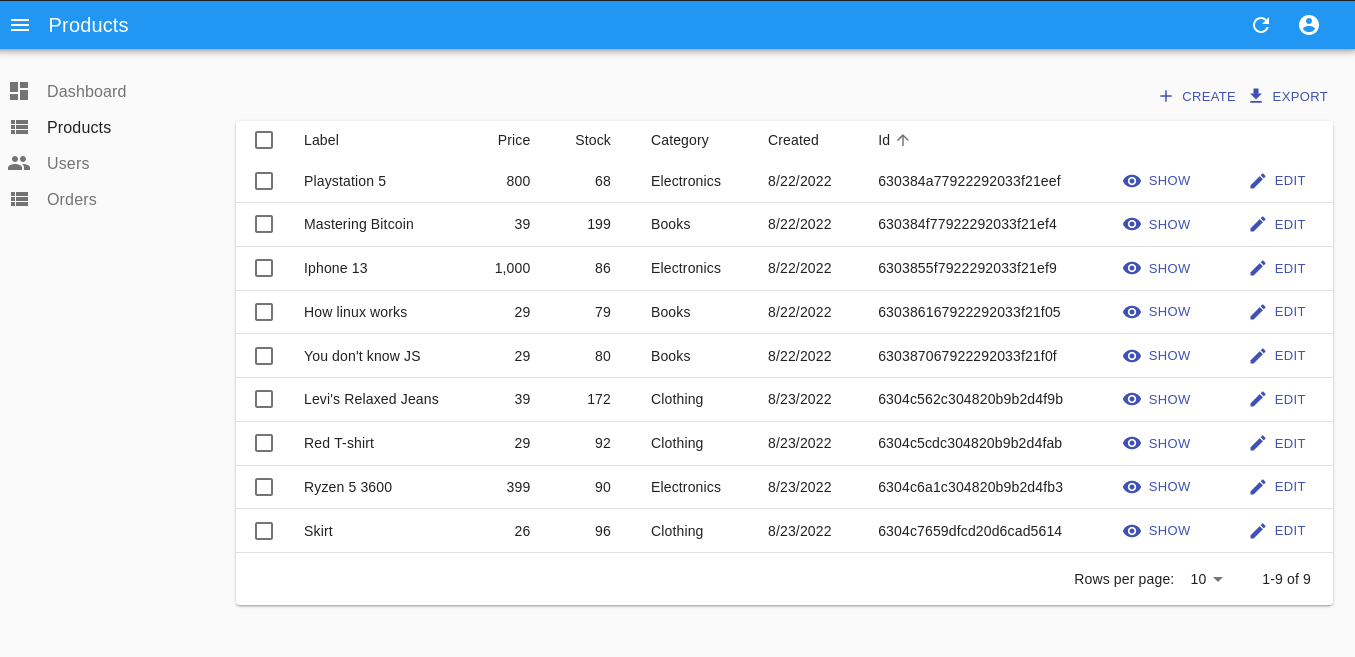 Products
Dashboard
Products
Users
Orders
CREATE EXPORT
Label Price Stock Category Created Id
Playstation 5 800 68 Electronics 8/22/2022 630384a77922292033f21eef SHOW EDIT
Mastering Bitcoin 39 199 Books 8/22/2022 630384f77922292033f21ef4 SHOW EDIT
Iphone 13 1,000 86 Electronics 8/22/2022 6303855f7922292033f21ef9 SHOW EDIT
How linux works 29 79 Books 8/22/2022 630386167922292033f21f05 SHOW EDIT
You don't know JS 29 80 Books 8/22/2022 630387067922292033f21f0f SHOW EDIT
Levi's Relaxed Jeans 39 172 Clothing 8/23/2022 6304c562c304820b9b2d4f9b SHOW EDIT
Red T-shirt 29 92 Clothing 8/23/2022 6304c5cdc304820b9b2d4fab SHOW EDIT
Ryzen 5 3600 399 90 Electronics 8/23/2022 6304c6a1c304820b9b2d4fb3 SHOW EDIT
Skirt 26 96 Clothing 8/23/2022 6304c7659dfcd20d6cad5614 SHOW EDIT
Rows per page: 10 1-9 of 9